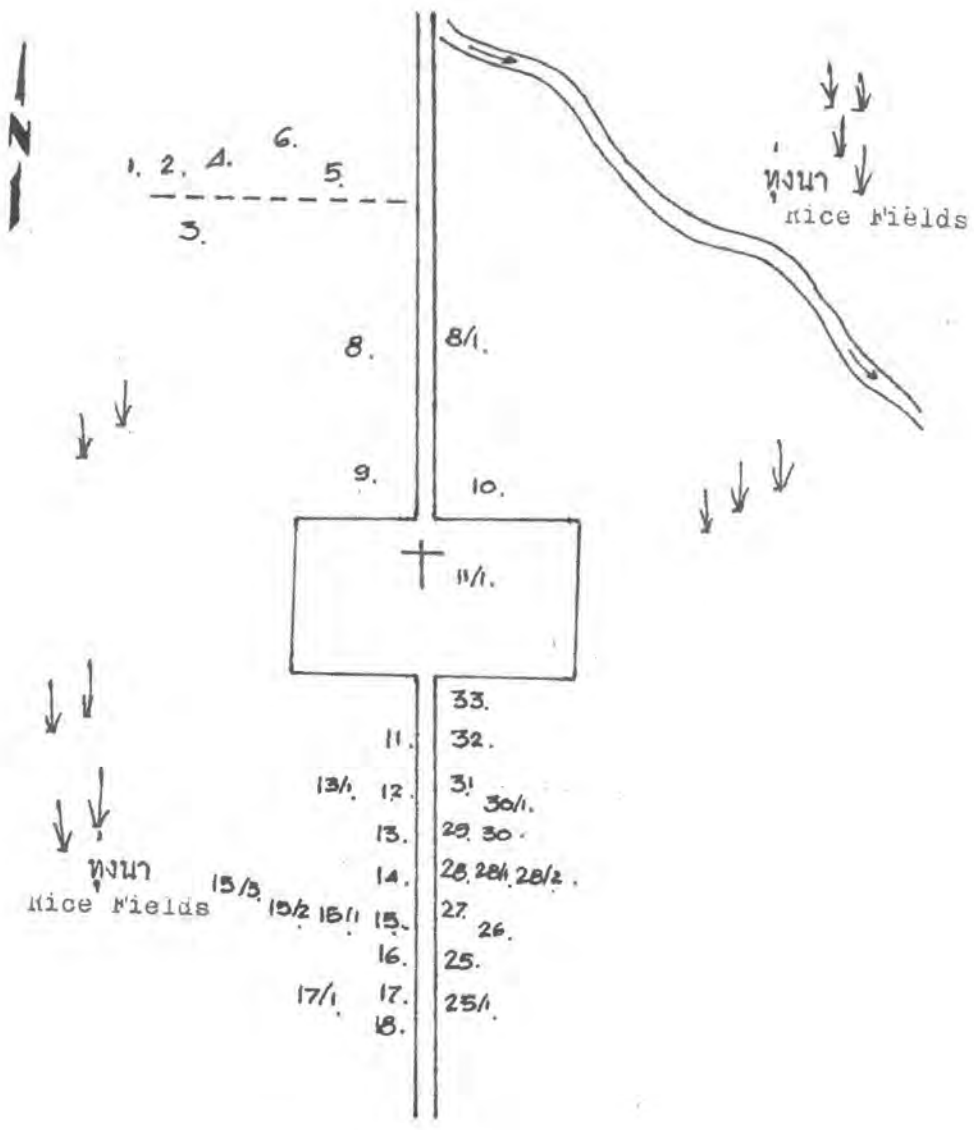 N
6.
1. 2. 4. 5.
3.
ทุ่งนา
Rice Fields
8. 8/1.
9. 10.
11/1.
33.
11. 32.
13/1. 12. 31.
30/1.
13. 29. 30.
14. 28. 28/1. 28/2.
ทุ่งนา
Rice Fields
15/3. 15/2 15/1 15. 27.
26.
16. 25.
17/1. 17. 25/1.
18.